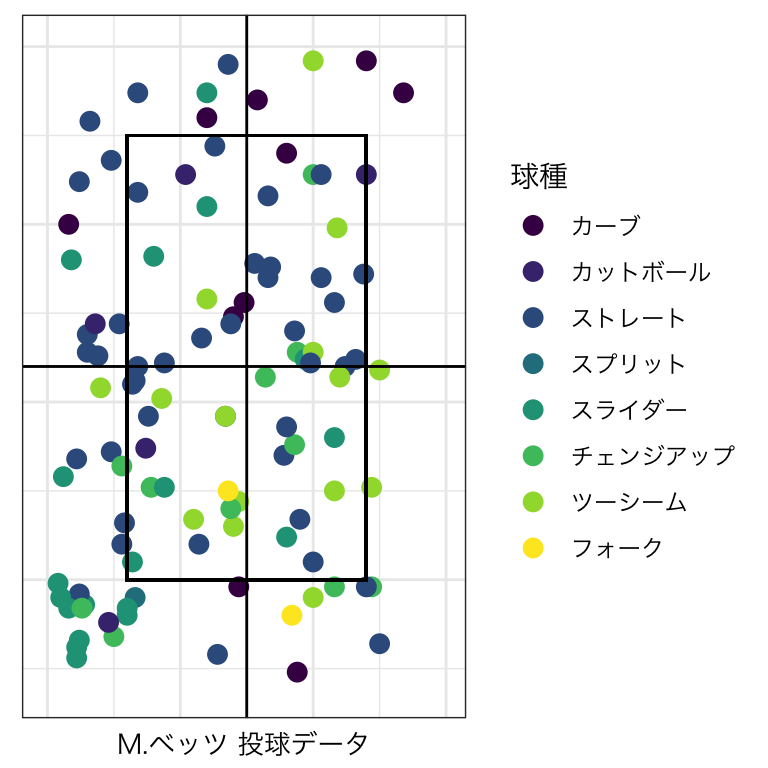 球種
カーブ
カットボール
ストレート
スプリット
スライダー
チェンジアップ
ツーシーム
フォーク
M.ベッツ 投球データ